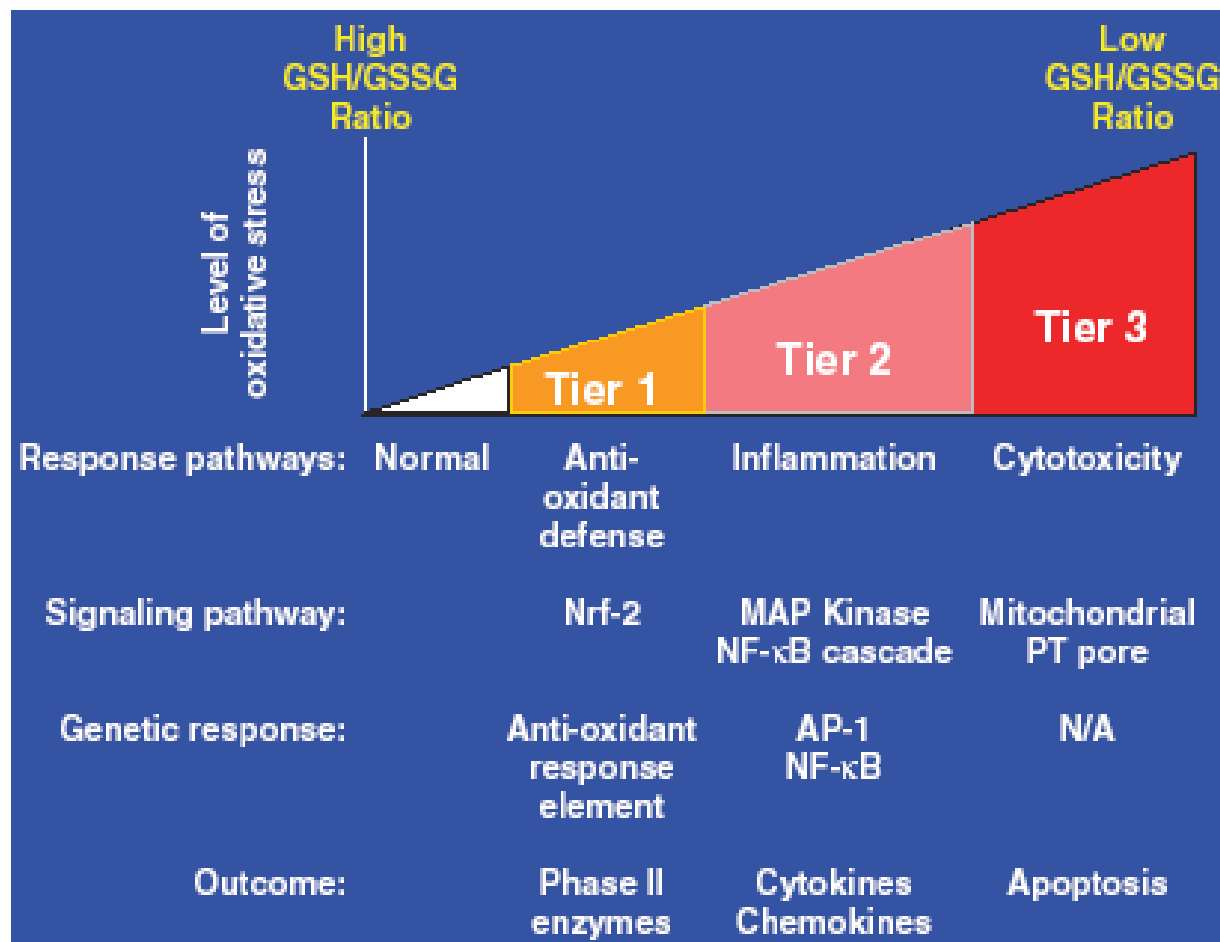 High
GSH/GSSG
Ratio
Low
GSH/GSSG
Ratio
Level of
oxidative stress
Tier 1
Tier 2
Tier 3
Response pathways:
Normal
Anti-
oxidant
defense
Inflammation
Cytotoxicity
Signaling pathway:
Nrf-2
MAP Kinase
NF-κB cascade
Mitochondrial
PT pore
Genetic response:
Anti-oxidant
response
element
AP-1
NF-κB
N/A
Outcome:
Phase II
enzymes
Cytokines
Chemokines
Apoptosis